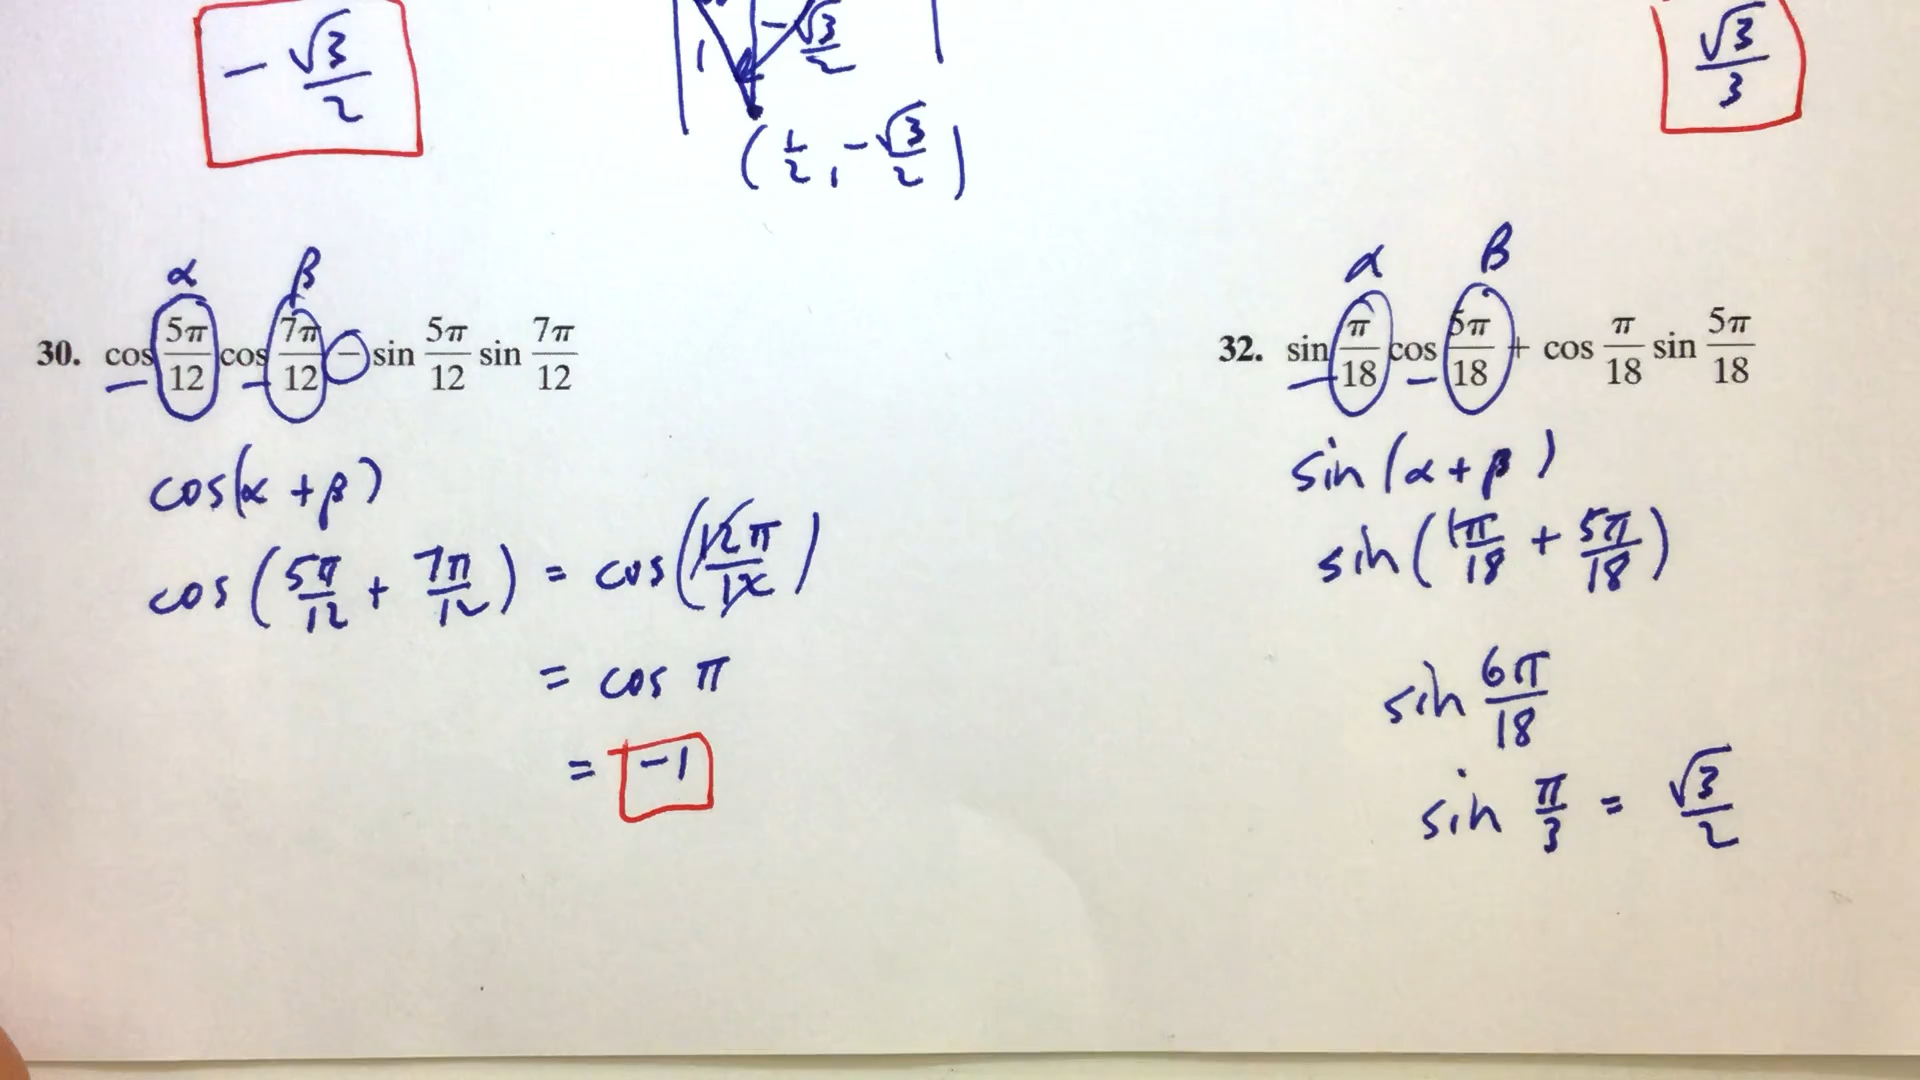 -√3/2
1 -√3/2
(1/2, -√3/2)
√3/3
α β
30. cos 5π/12 cos 7π/12 - sin 5π/12 sin 7π/12
cos(α + β)
cos(5π/12 + 7π/12) = cos(12π/12)
= cos π
= -1
α β
32. sin π/18 cos 5π/18 + cos π/18 sin 5π/18
sin(α + β)
sin(1π/18 + 5π/18)
sin 6π/18
sin π/3 = √3/2